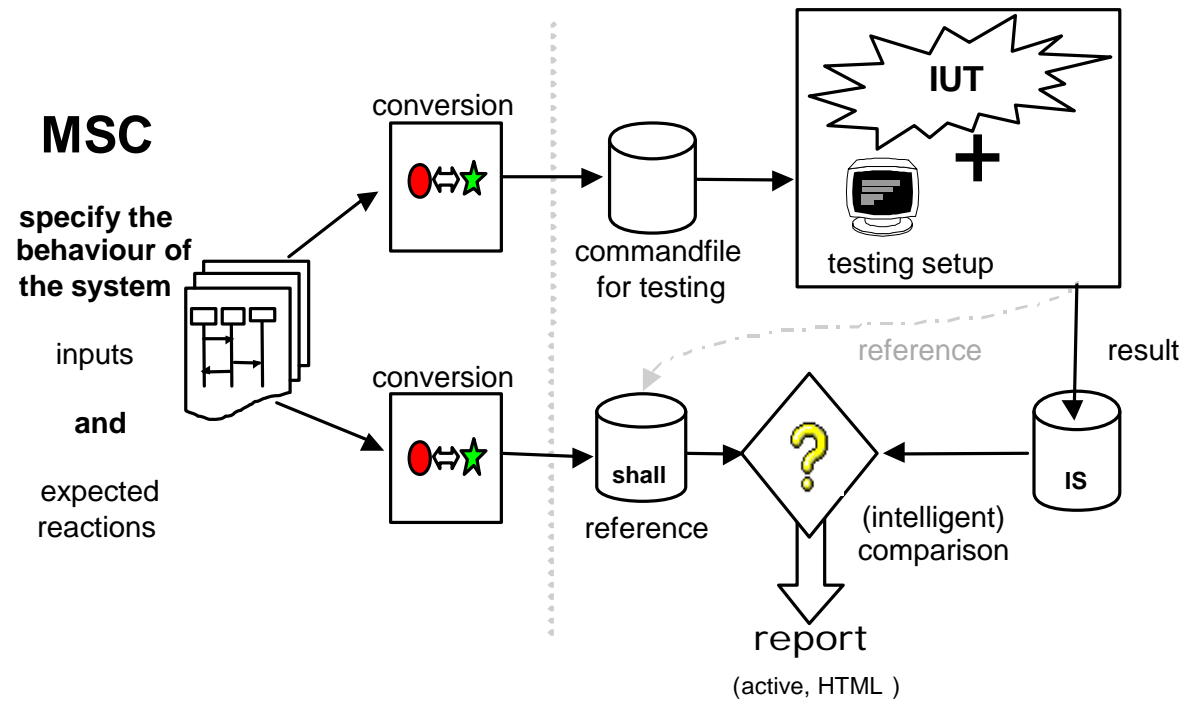 MSC
specify the
behaviour of
the system
inputs
and
expected
reactions
conversion
conversion
commandfile
for testing
IUT
+
testing setup
reference
result
shall
reference
IS
(intelligent)
comparison
report
(active, HTML )